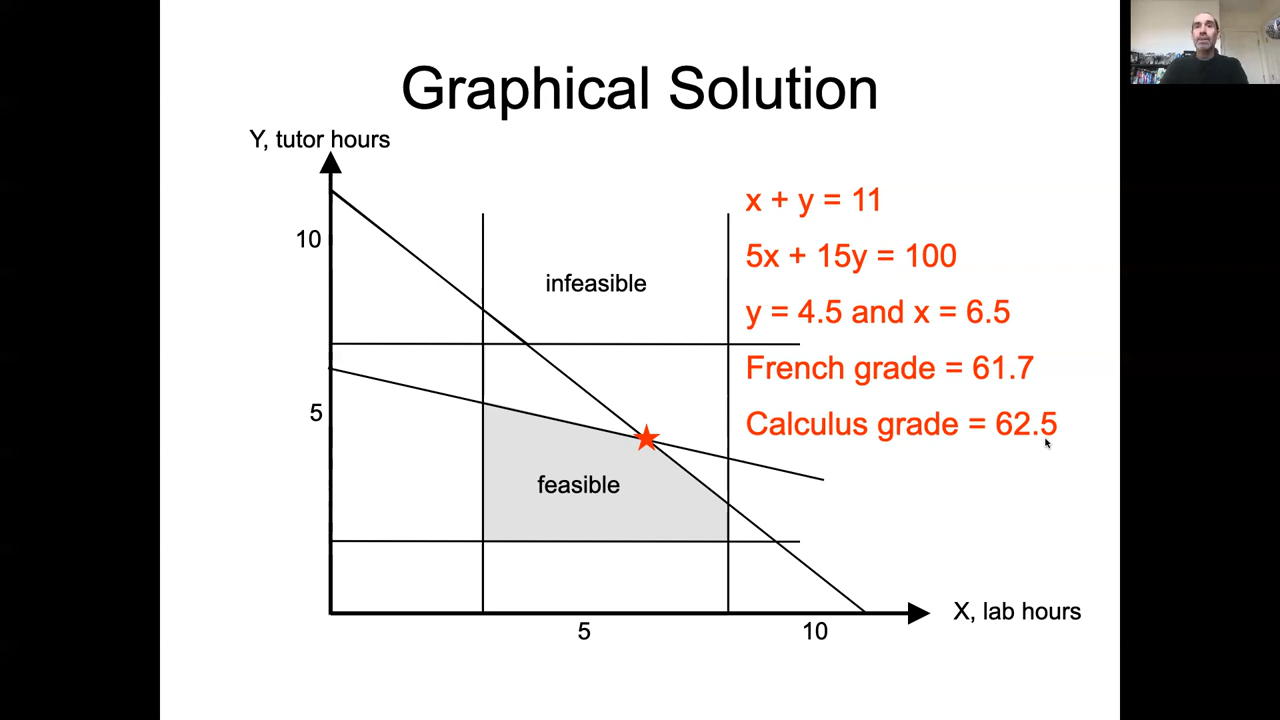 Graphical Solution
Y, tutor hours
x + y = 11
10
5x + 15y = 100
infeasible
y = 4.5 and x = 6.5
French grade = 61.7
5
Calculus grade = 62.5
feasible
X, lab hours
5
10